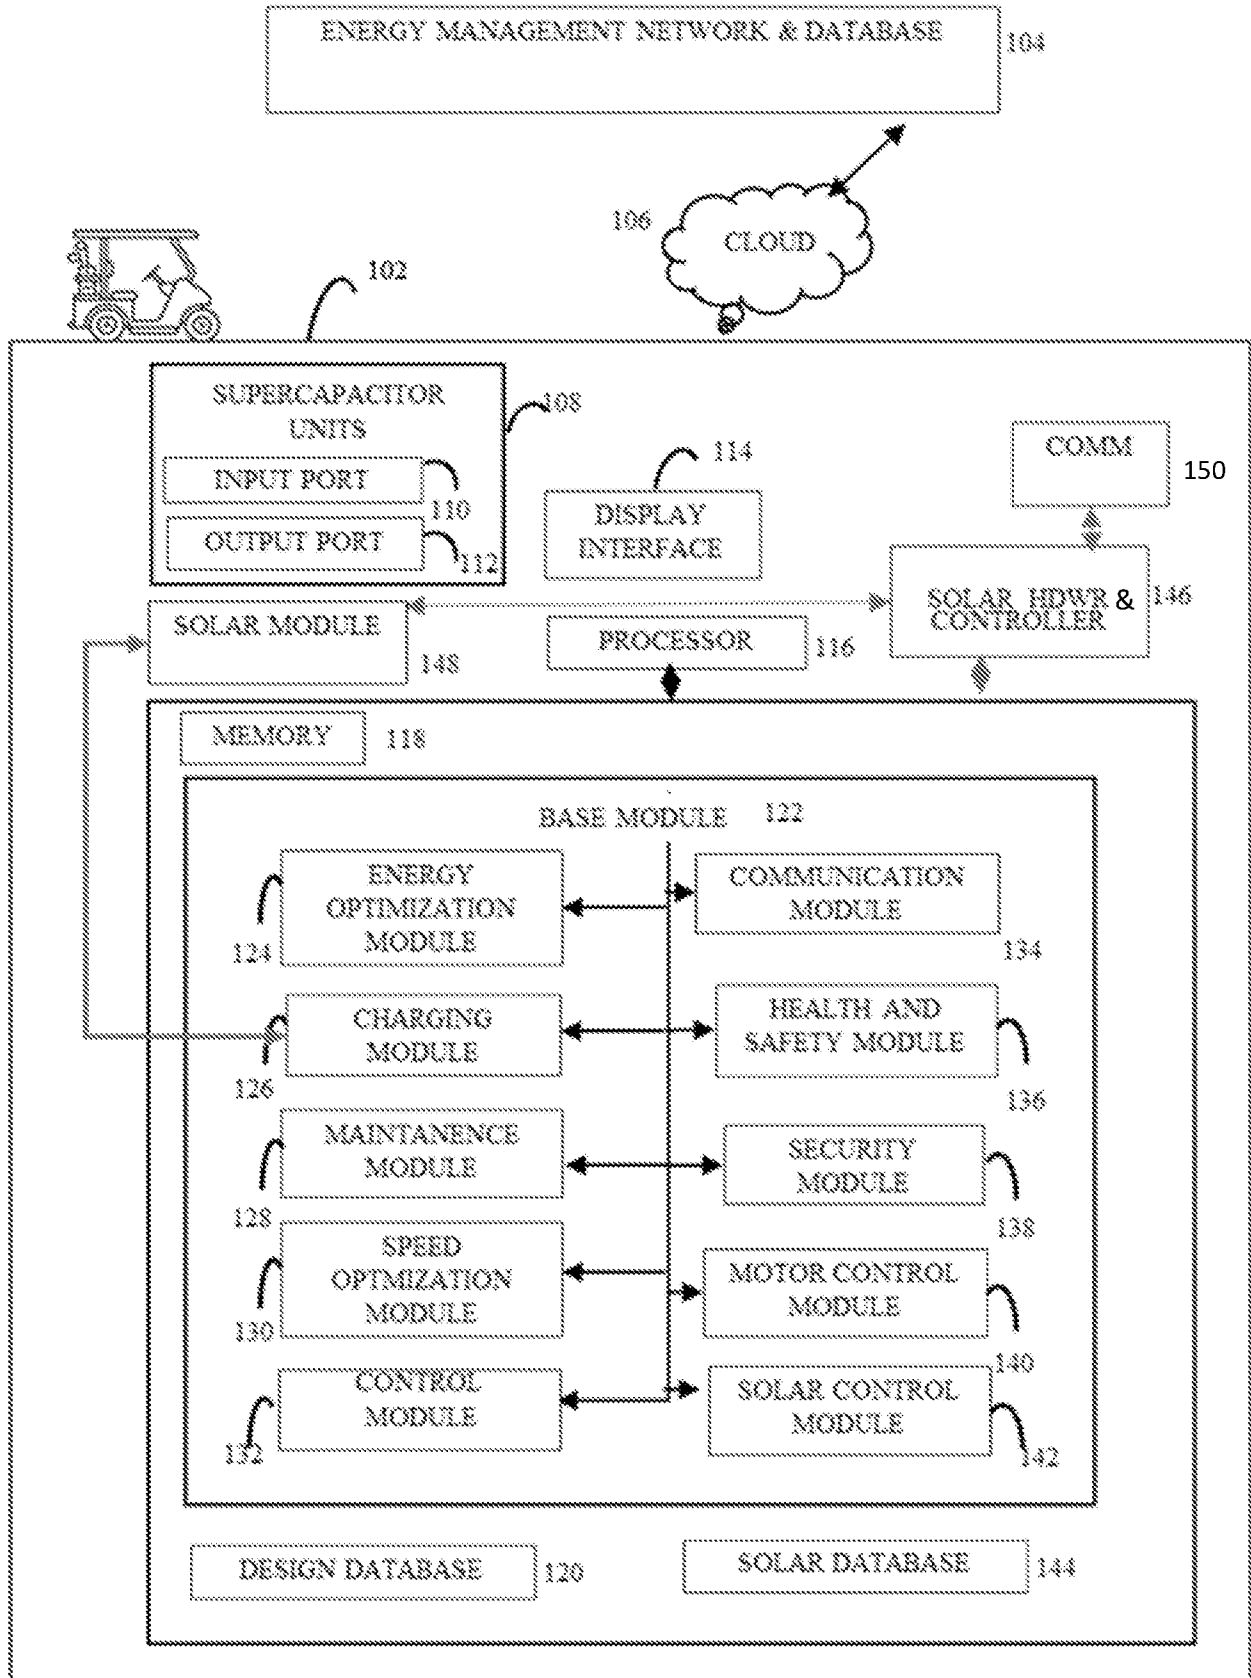 ENERGY MANAGEMENT NETWORK & DATABASE
104
106
CLOUD
102
SUPERCAPACITOR
UNITS
108
INPUT PORT
110
OUTPUT PORT
112
114
DISPLAY
INTERFACE
COMM
150
SOLAR HDWR &
CONTROLLER
146
SOLAR MODULE
148
PROCESSOR
116
MEMORY
118
BASE MODULE
122
ENERGY
OPTIMIZATION
MODULE
124
COMMUNICATION
MODULE
134
CHARGING
MODULE
126
HEALTH AND
SAFETY MODULE
136
MAINTANENCE
MODULE
128
SECURITY
MODULE
138
SPEED
OPTMIZATION
MODULE
130
MOTOR CONTROL
MODULE
140
CONTROL
MODULE
132
SOLAR CONTROL
MODULE
142
DESIGN DATABASE
120
SOLAR DATABASE
144